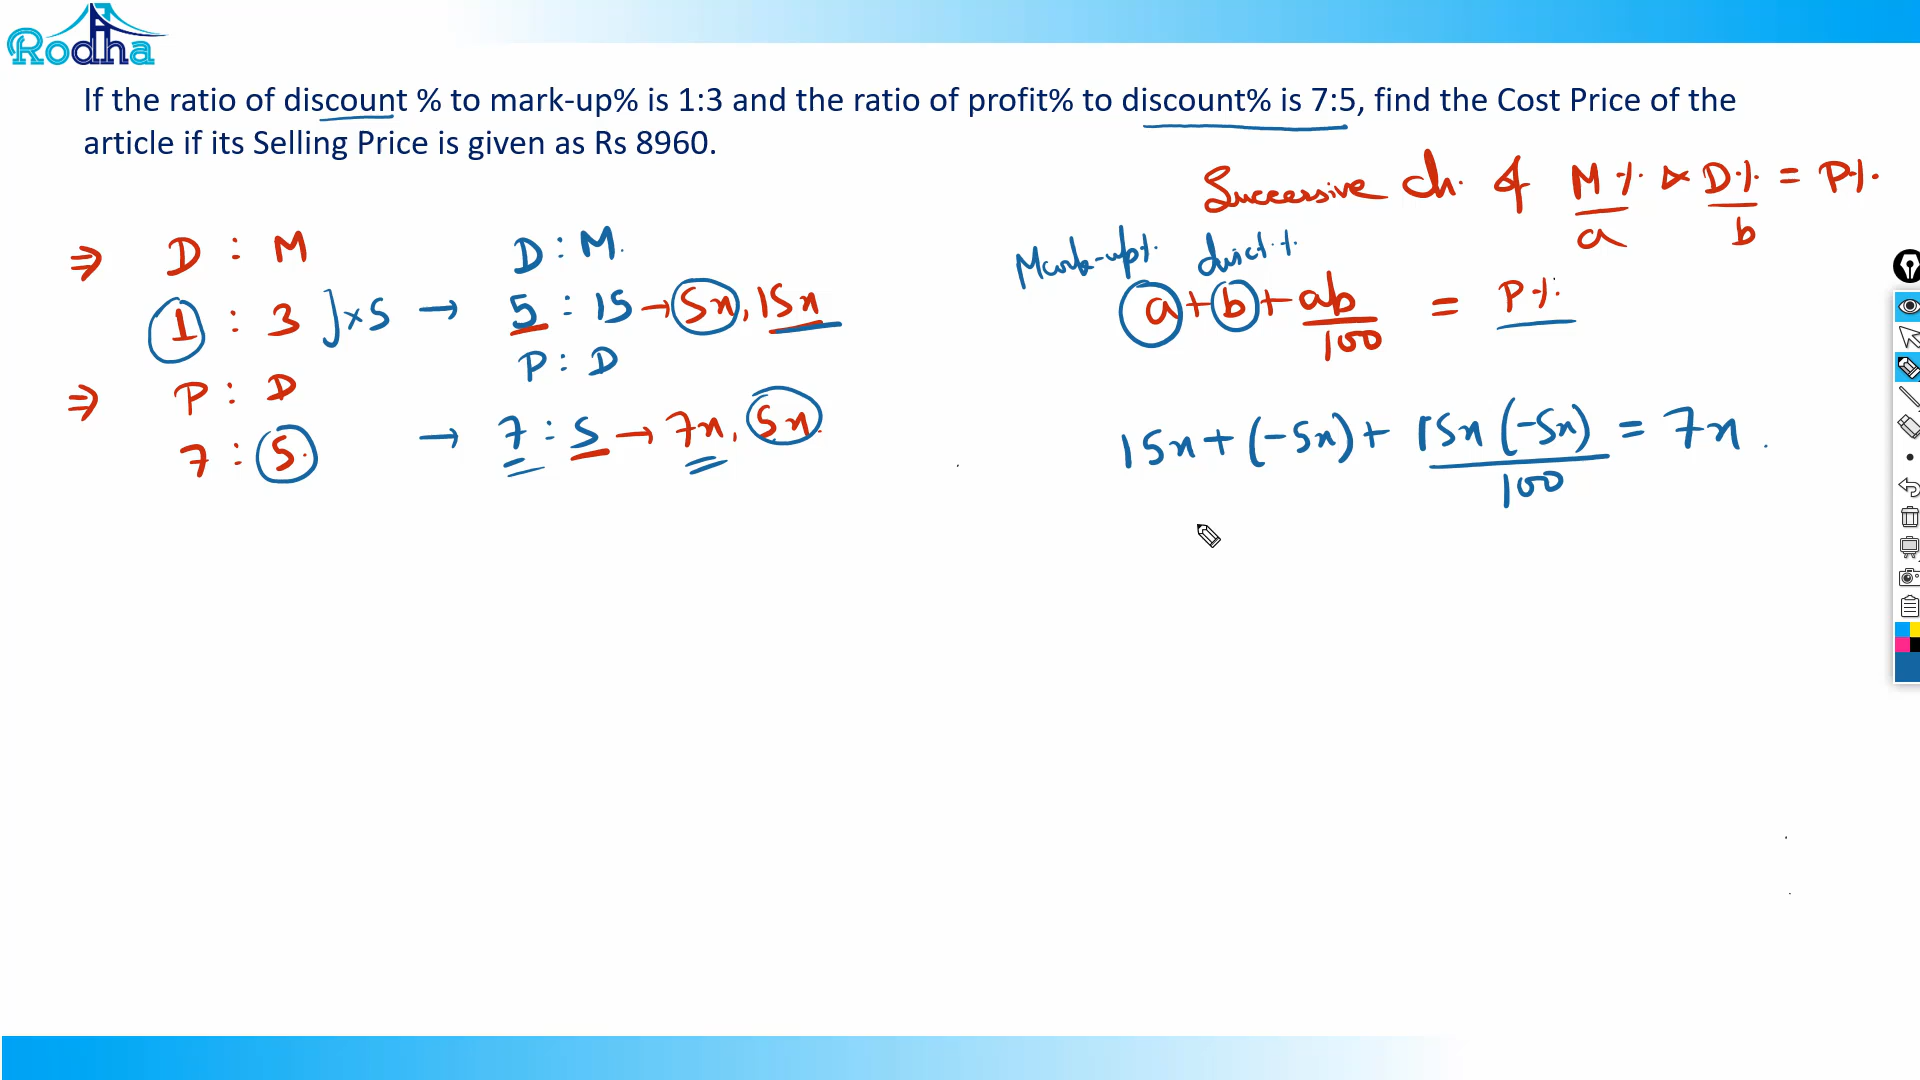 Rodha
If the ratio of discount % to mark-up% is 1:3 and the ratio of profit% to discount% is 7:5, find the Cost Price of the
article if its Selling Price is given as Rs 8960.
Successive ch. of M% & D% = P%.
a b
⇒ D : M
1 : 3 ] ×5 → 
D : M.
5 : 15 → 5x, 15x
⇒ P : D
7 : 5. → 
P : D
7 : 5 → 7x, 5x.
Mark-up% disct%
a + b + ab/100 = P%.
15x + (-5x) + 15x(-5x)/100 = 7x.